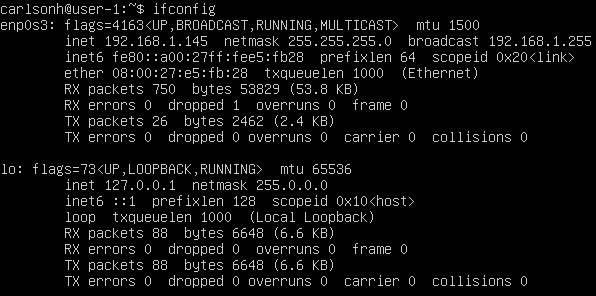 carlsonh@user-1:~$ ifconfig
enp0s3: flags=4163<UP,BROADCAST,RUNNING,MULTICAST>  mtu 1500
        inet 192.168.1.145  netmask 255.255.255.0  broadcast 192.168.1.255
        inet6 fe80::a00:27ff:fee5:fb28  prefixlen 64  scopeid 0x20<link>
        ether 08:00:27:e5:fb:28  txqueuelen 1000  (Ethernet)
        RX packets 750  bytes 53829 (53.8 KB)
        RX errors 0  dropped 1  overruns 0  frame 0
        TX packets 26  bytes 2462 (2.4 KB)
        TX errors 0  dropped 0 overruns 0  carrier 0  collisions 0

lo: flags=73<UP,LOOPBACK,RUNNING>  mtu 65536
        inet 127.0.0.1  netmask 255.0.0.0
        inet6 ::1  prefixlen 128  scopeid 0x10<host>
        loop  txqueuelen 1000  (Local Loopback)
        RX packets 88  bytes 6648 (6.6 KB)
        RX errors 0  dropped 0  overruns 0  frame 0
        TX packets 88  bytes 6648 (6.6 KB)
        TX errors 0  dropped 0 overruns 0  carrier 0  collisions 0